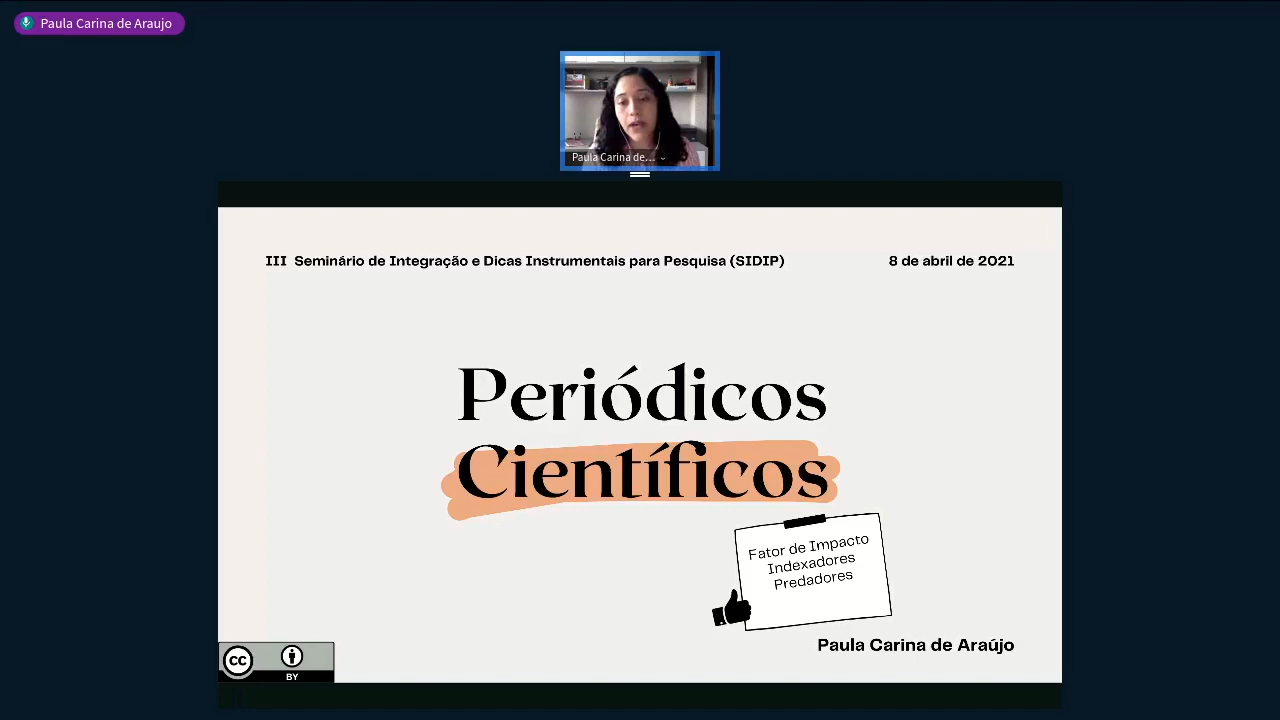 Paula Carina de Araujo
Paula Carina de...
III Seminário de Integração e Dicas Instrumentais para Pesquisa (SIDIP)
8 de abril de 2021
Periódicos
Científicos
Fator de Impacto
Indexadores
Predadores
Paula Carina de Araújo
cc
BY